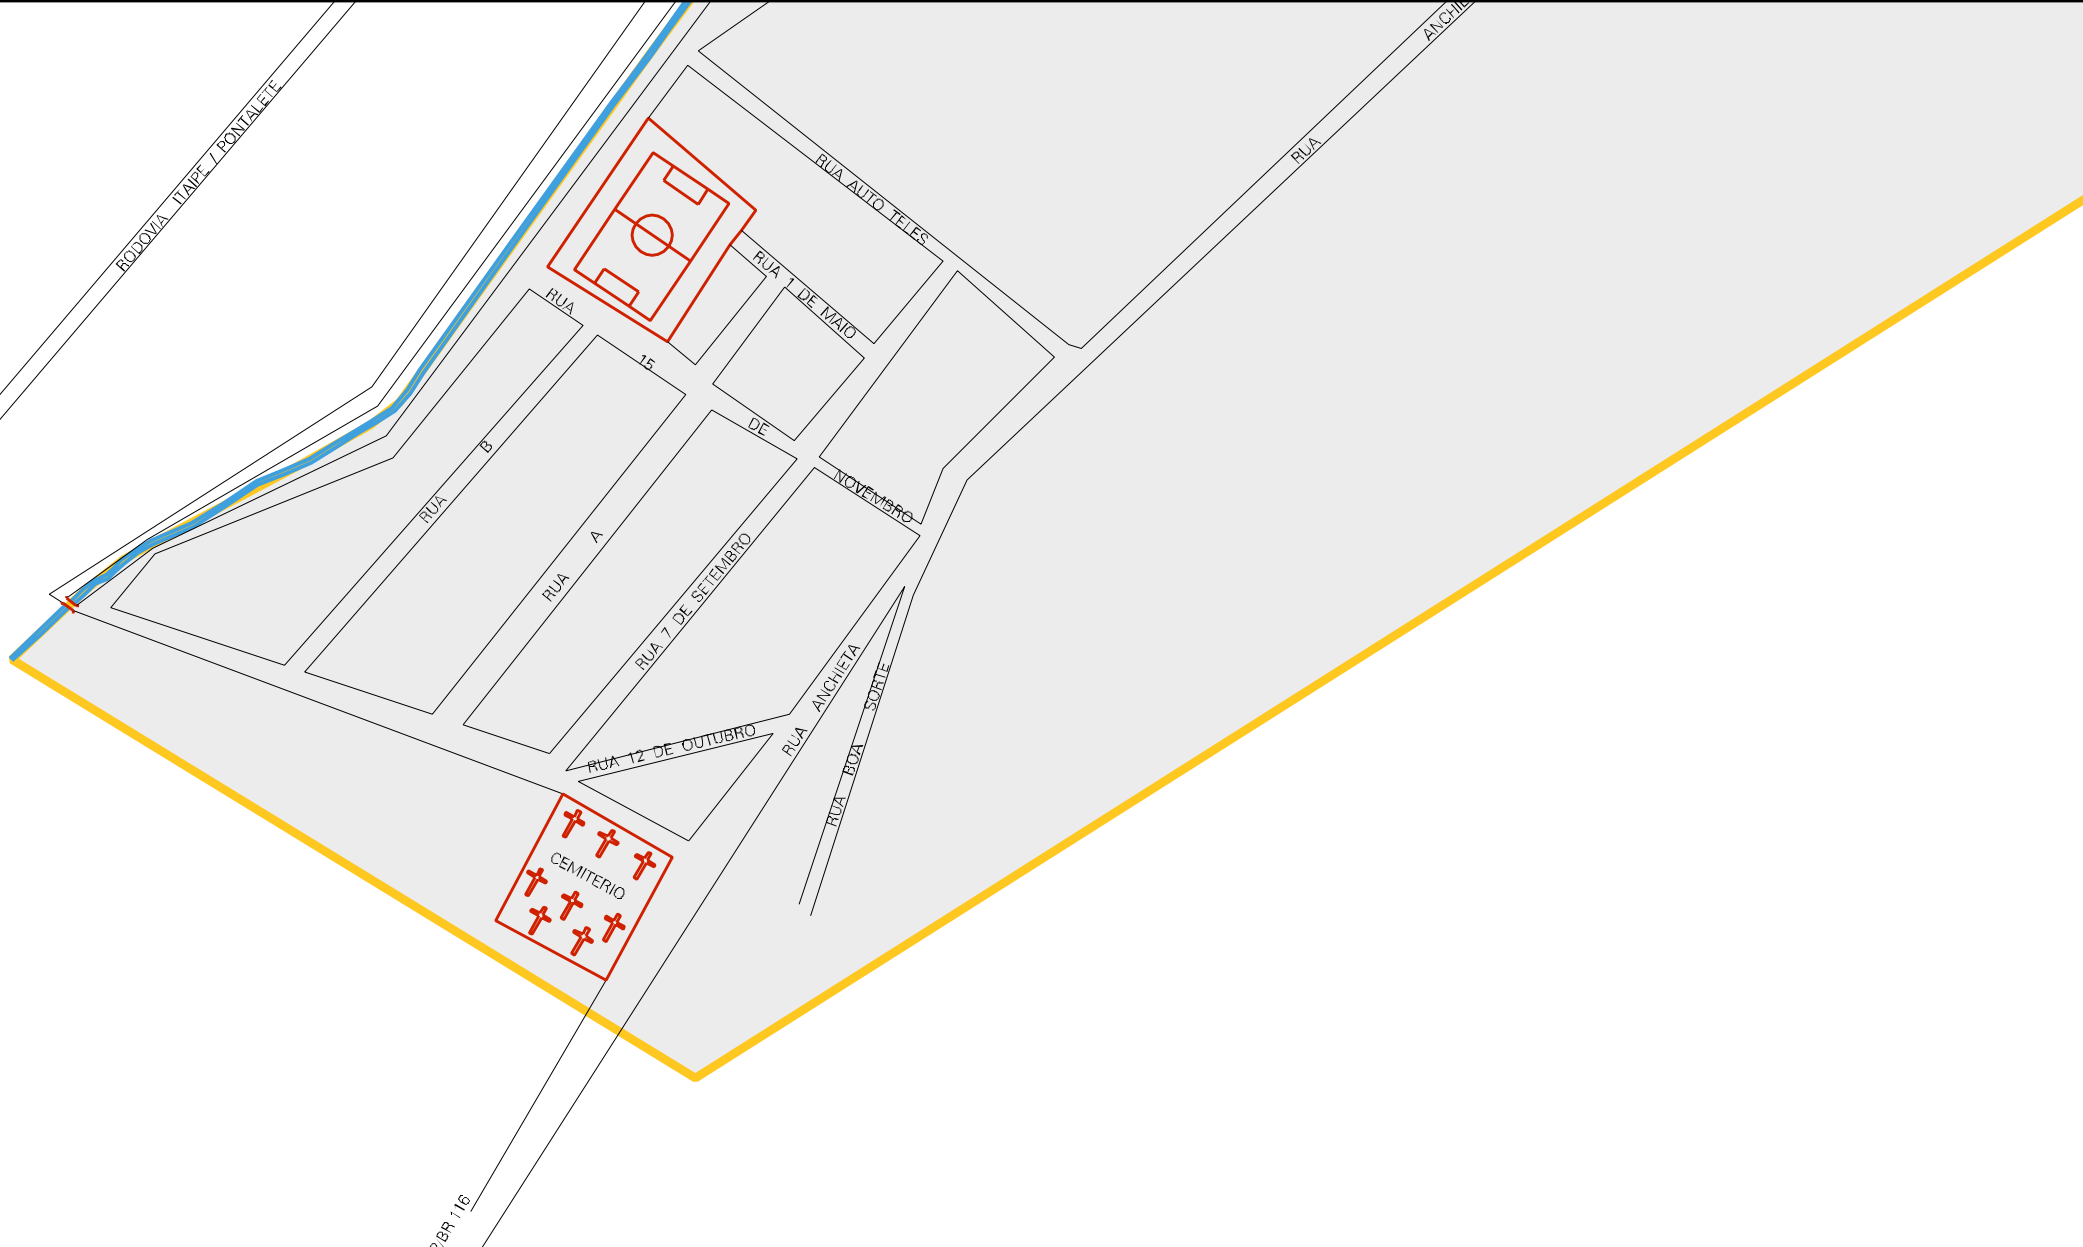 ANCHIE
RODOVIA ITAIPE / PONTALETE
RUA
RUA AUTO TELES
RUA 1 DE MAIO
RUA 15 DE NOVEMBRO
RUA B
RUA A
RUA 7 DE SETEMBRO
RUA ANCHIETA
RUA BOA SORTE
RUA 12 DE OUTUBRO
CEMITERIO
/BR 116